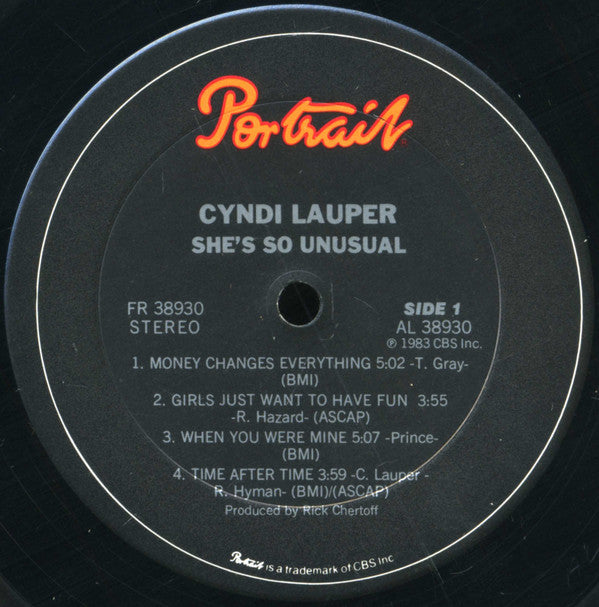 Portrait
CYNDI LAUPER
SHE'S SO UNUSUAL
FR 38930
STEREO
SIDE 1
AL 38930
℗ 1983 CBS Inc.
1. MONEY CHANGES EVERYTHING 5:02 -T. Gray-
(BMI)
2. GIRLS JUST WANT TO HAVE FUN 3:55
-R. Hazard- (ASCAP)
3. WHEN YOU WERE MINE 5:07 -Prince-
(BMI)
4. TIME AFTER TIME 3:59 -C. Lauper -
R. Hyman- (BMI)/(ASCAP)
Produced by Rick Chertoff
Portrait is a trademark of CBS Inc